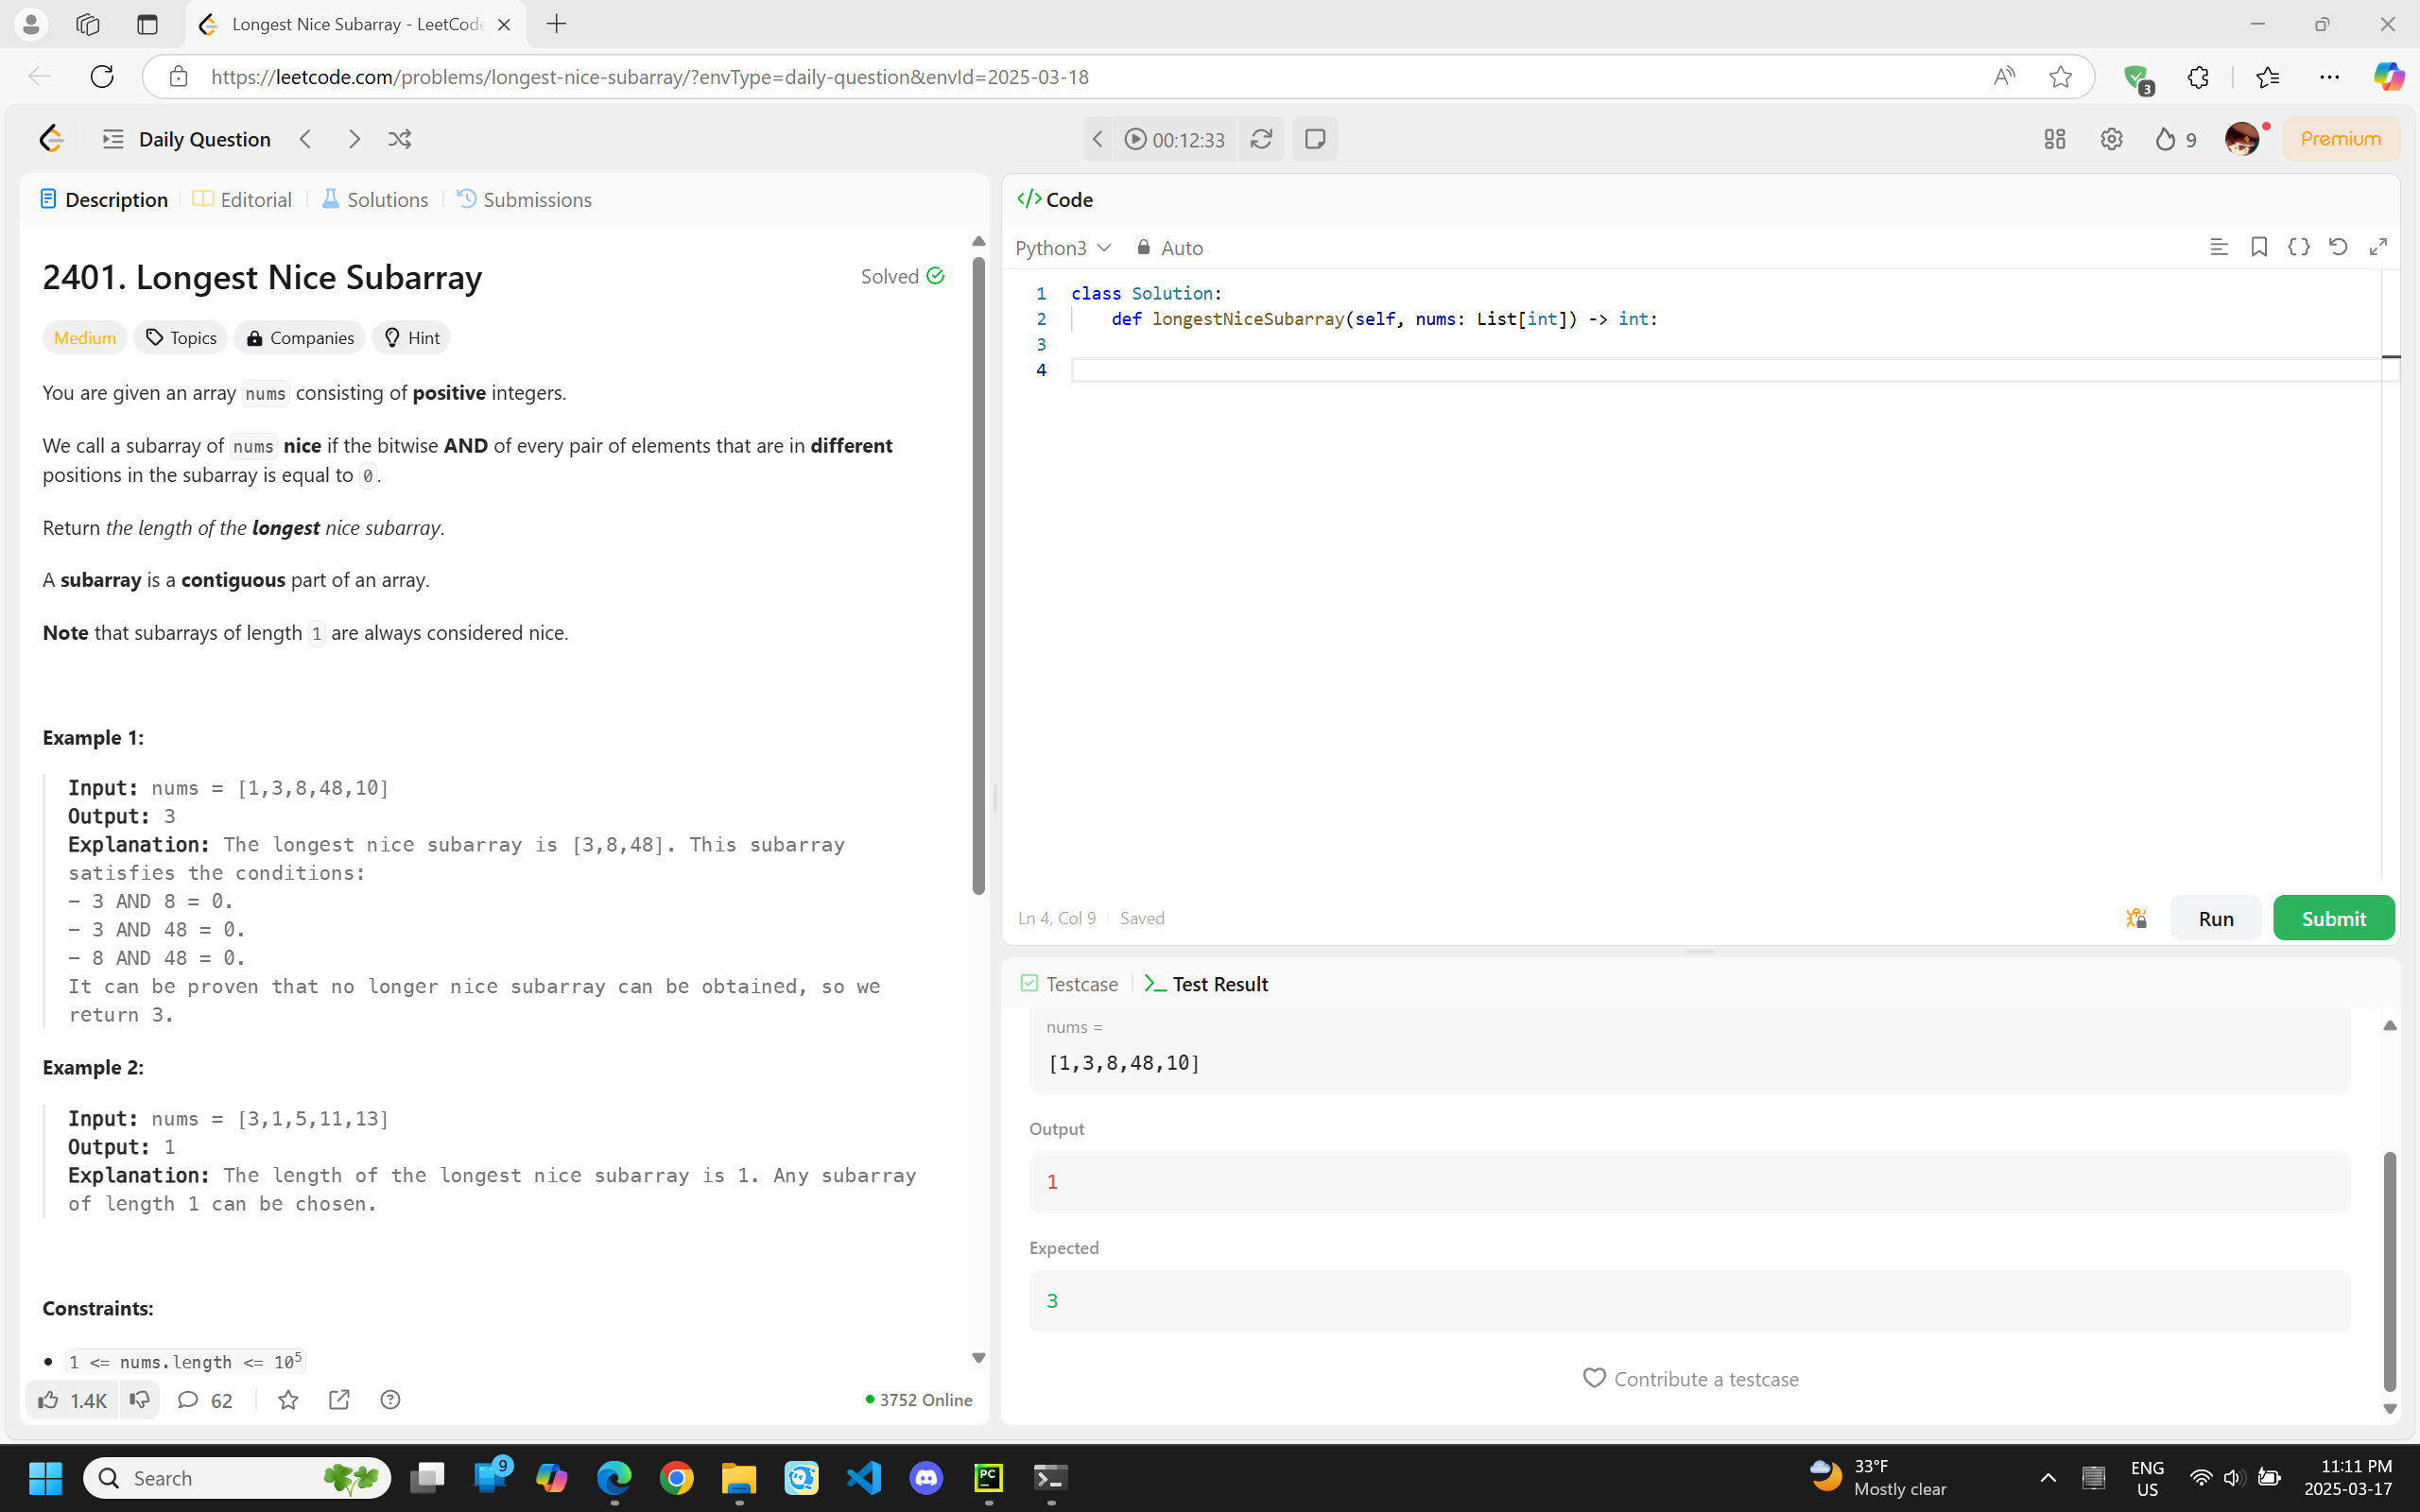 Longest Nice Subarray - LeetCode
https://leetcode.com/problems/longest-nice-subarray/?envType=daily-question&envId=2025-03-18
3
Daily Question
00:12:33
9
Premium
Description
Editorial
Solutions
Submissions
2401. Longest Nice Subarray
Solved
Medium
Topics
Companies
Hint
You are given an array nums consisting of positive integers.
We call a subarray of nums nice if the bitwise AND of every pair of elements that are in different
positions in the subarray is equal to 0.
Return the length of the longest nice subarray.
A subarray is a contiguous part of an array.
Note that subarrays of length 1 are always considered nice.
Example 1:
Input: nums = [1,3,8,48,10]
Output: 3
Explanation: The longest nice subarray is [3,8,48]. This subarray
satisfies the conditions:
- 3 AND 8 = 0.
- 3 AND 48 = 0.
- 8 AND 48 = 0.
It can be proven that no longer nice subarray can be obtained, so we
return 3.
Example 2:
Input: nums = [3,1,5,11,13]
Output: 1
Explanation: The length of the longest nice subarray is 1. Any subarray
of length 1 can be chosen.
Constraints:
• 1 <= nums.length <= 10⁵
1.4K
62
3752 Online
</> Code
Python3
Auto
1 class Solution:
2     def longestNiceSubarray(self, nums: List[int]) -> int:
3
4
Ln 4, Col 9
Saved
Run
Submit
Testcase
Test Result
nums =
[1,3,8,48,10]
Output
1
Expected
3
Contribute a testcase
Search
9
PC
33°F
Mostly clear
ENG
US
11:11 PM
2025-03-17